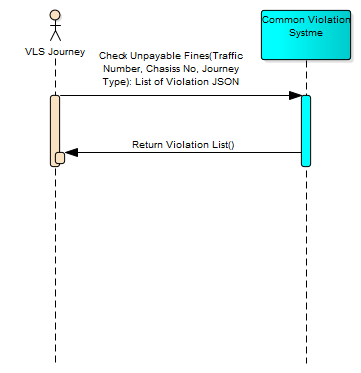 VLS Journey
Common Violation
Systme
Check Unpayable Fines(Traffic
Number, Chasiss No, Journey
Type): List of Violation JSON
Return Violation List()